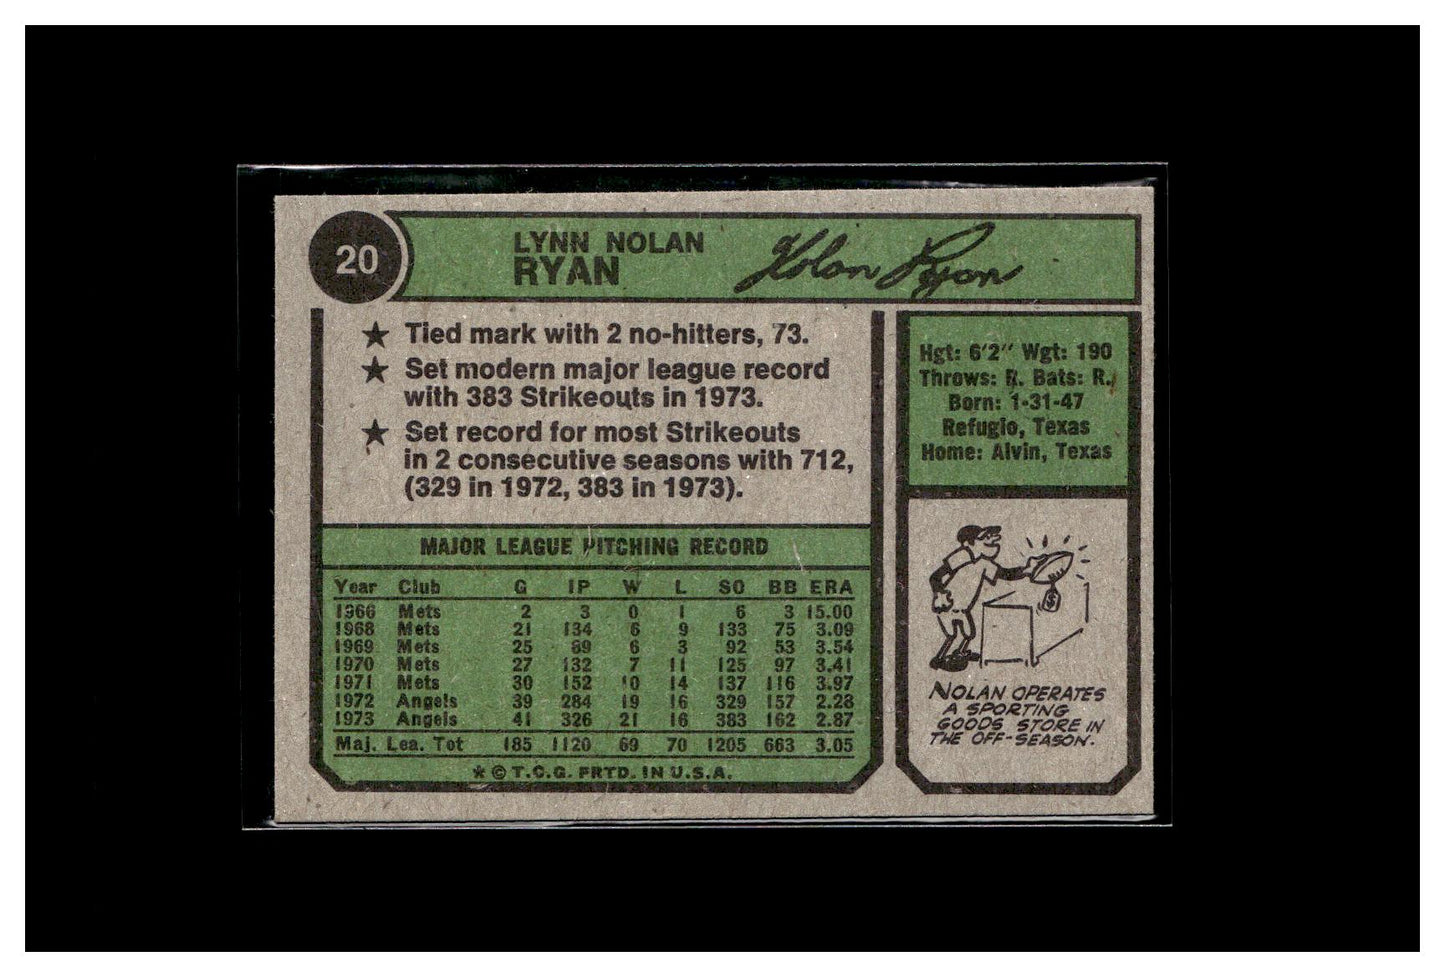 20
LYNN NOLAN
RYAN
Nolan Ryan
★ Tied mark with 2 no-hitters, 73.
★ Set modern major league record
with 383 Strikeouts in 1973.
★ Set record for most Strikeouts
in 2 consecutive seasons with 712,
(329 in 1972, 383 in 1973).
Hgt: 6'2" Wgt: 190
Throws: R. Bats: R.
Born: 1-31-47
Refugio, Texas
Home: Alvin, Texas
MAJOR LEAGUE PITCHING RECORD
Year Club G IP W L SO BB ERA
1966 Mets 2 3 0 1 6 3 15.00
1968 Mets 21 134 6 9 133 75 3.09
1969 Mets 25 89 6 3 92 53 3.54
1970 Mets 27 132 7 11 125 97 3.41
1971 Mets 30 152 10 14 137 116 3.97
1972 Angels 39 284 19 16 329 157 2.28
1973 Angels 41 326 21 16 383 162 2.87
Maj. Lea. Tot 185 1120 69 70 1205 663 3.05
* © T.C.G. PRTD. IN U.S.A.
$
NOLAN OPERATES
A SPORTING
GOODS STORE IN
THE OFF-SEASON.